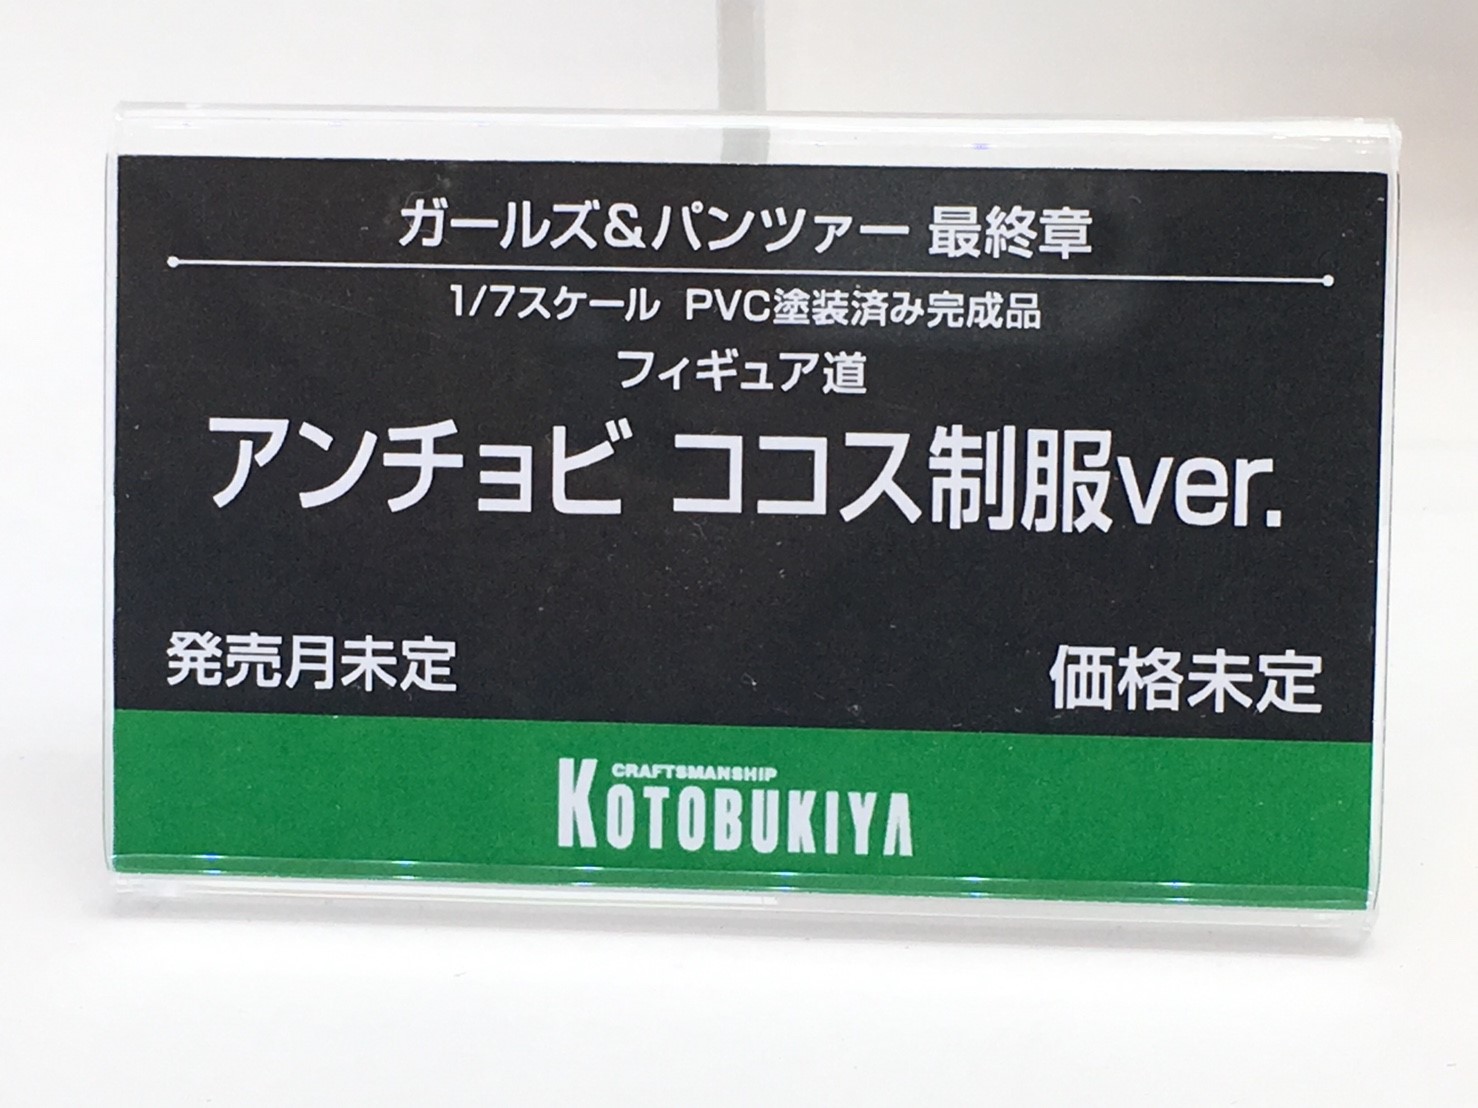 ガールズ&パンツァー 最終章
1/7スケール PVC塗装済み完成品
フィギュア道
アンチョビ ココス制服ver.
発売月未定 価格未定
CRAFTSMANSHIP
KOTOBUKIYA